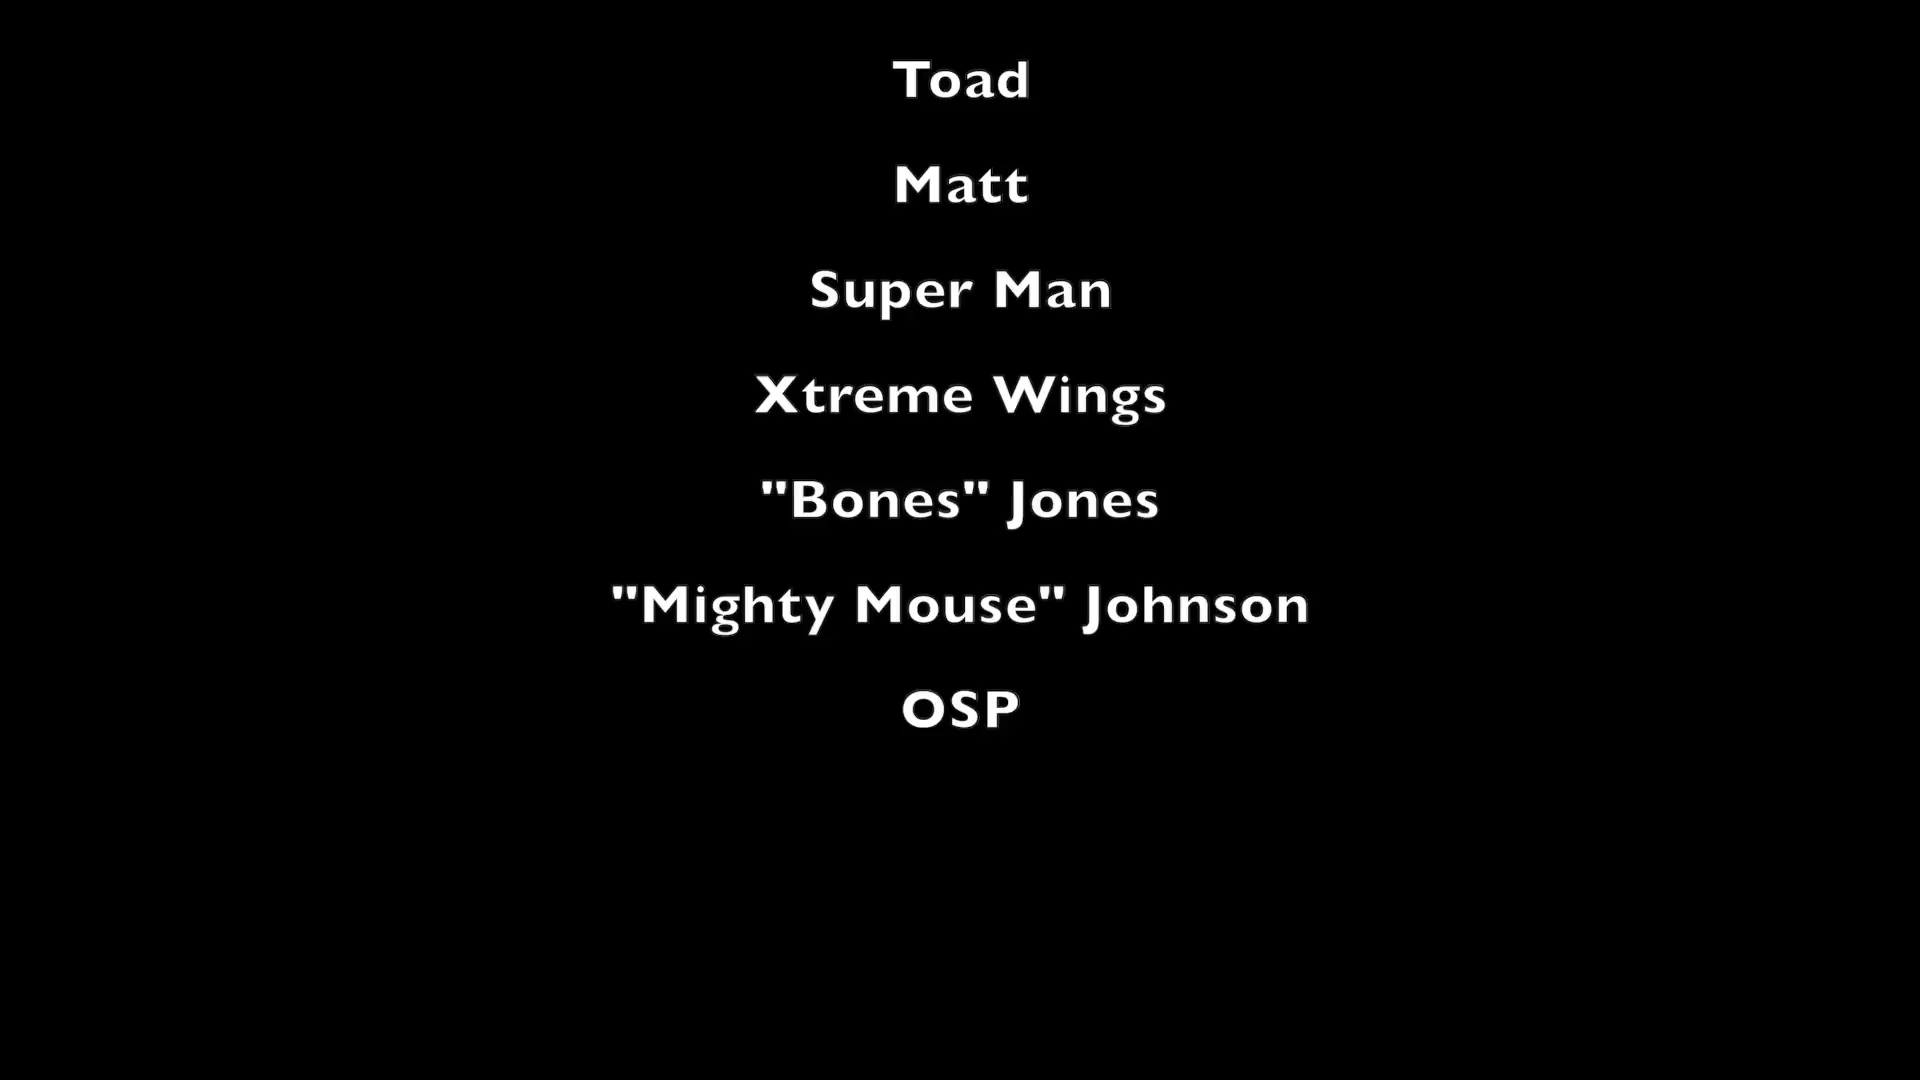 Toad
Matt
Super Man
Xtreme Wings
"Bones" Jones
"Mighty Mouse" Johnson
OSP